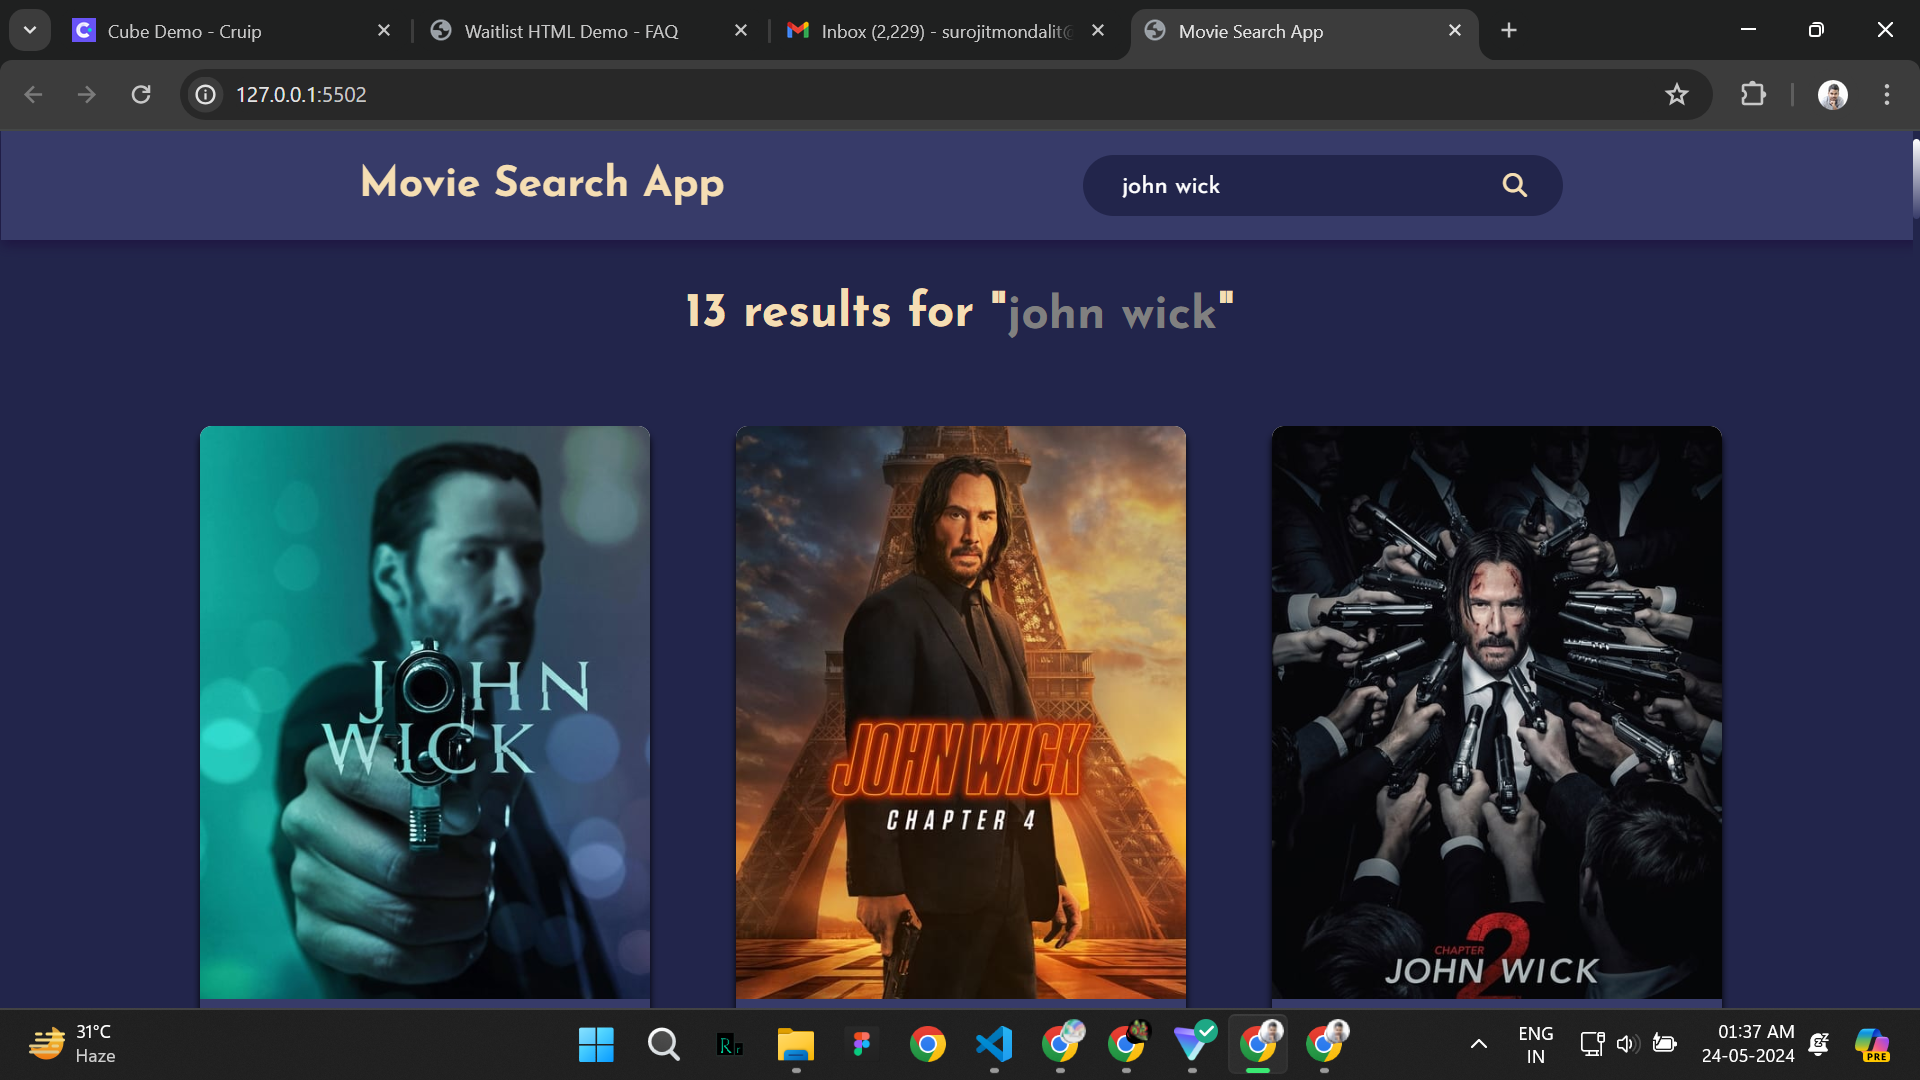 Cube Demo - Cruip
Waitlist HTML Demo - FAQ
Inbox (2,229) - surojitmondalit@
Movie Search App
127.0.0.1:5502
Movie Search App
john wick
13 results for "john wick"
JOHN
WICK
JOHN WICK
CHAPTER 4
CHAPTER 2
JOHN WICK
31°C
Haze
Rr
ENG
IN
01:37 AM
24-05-2024
PRE